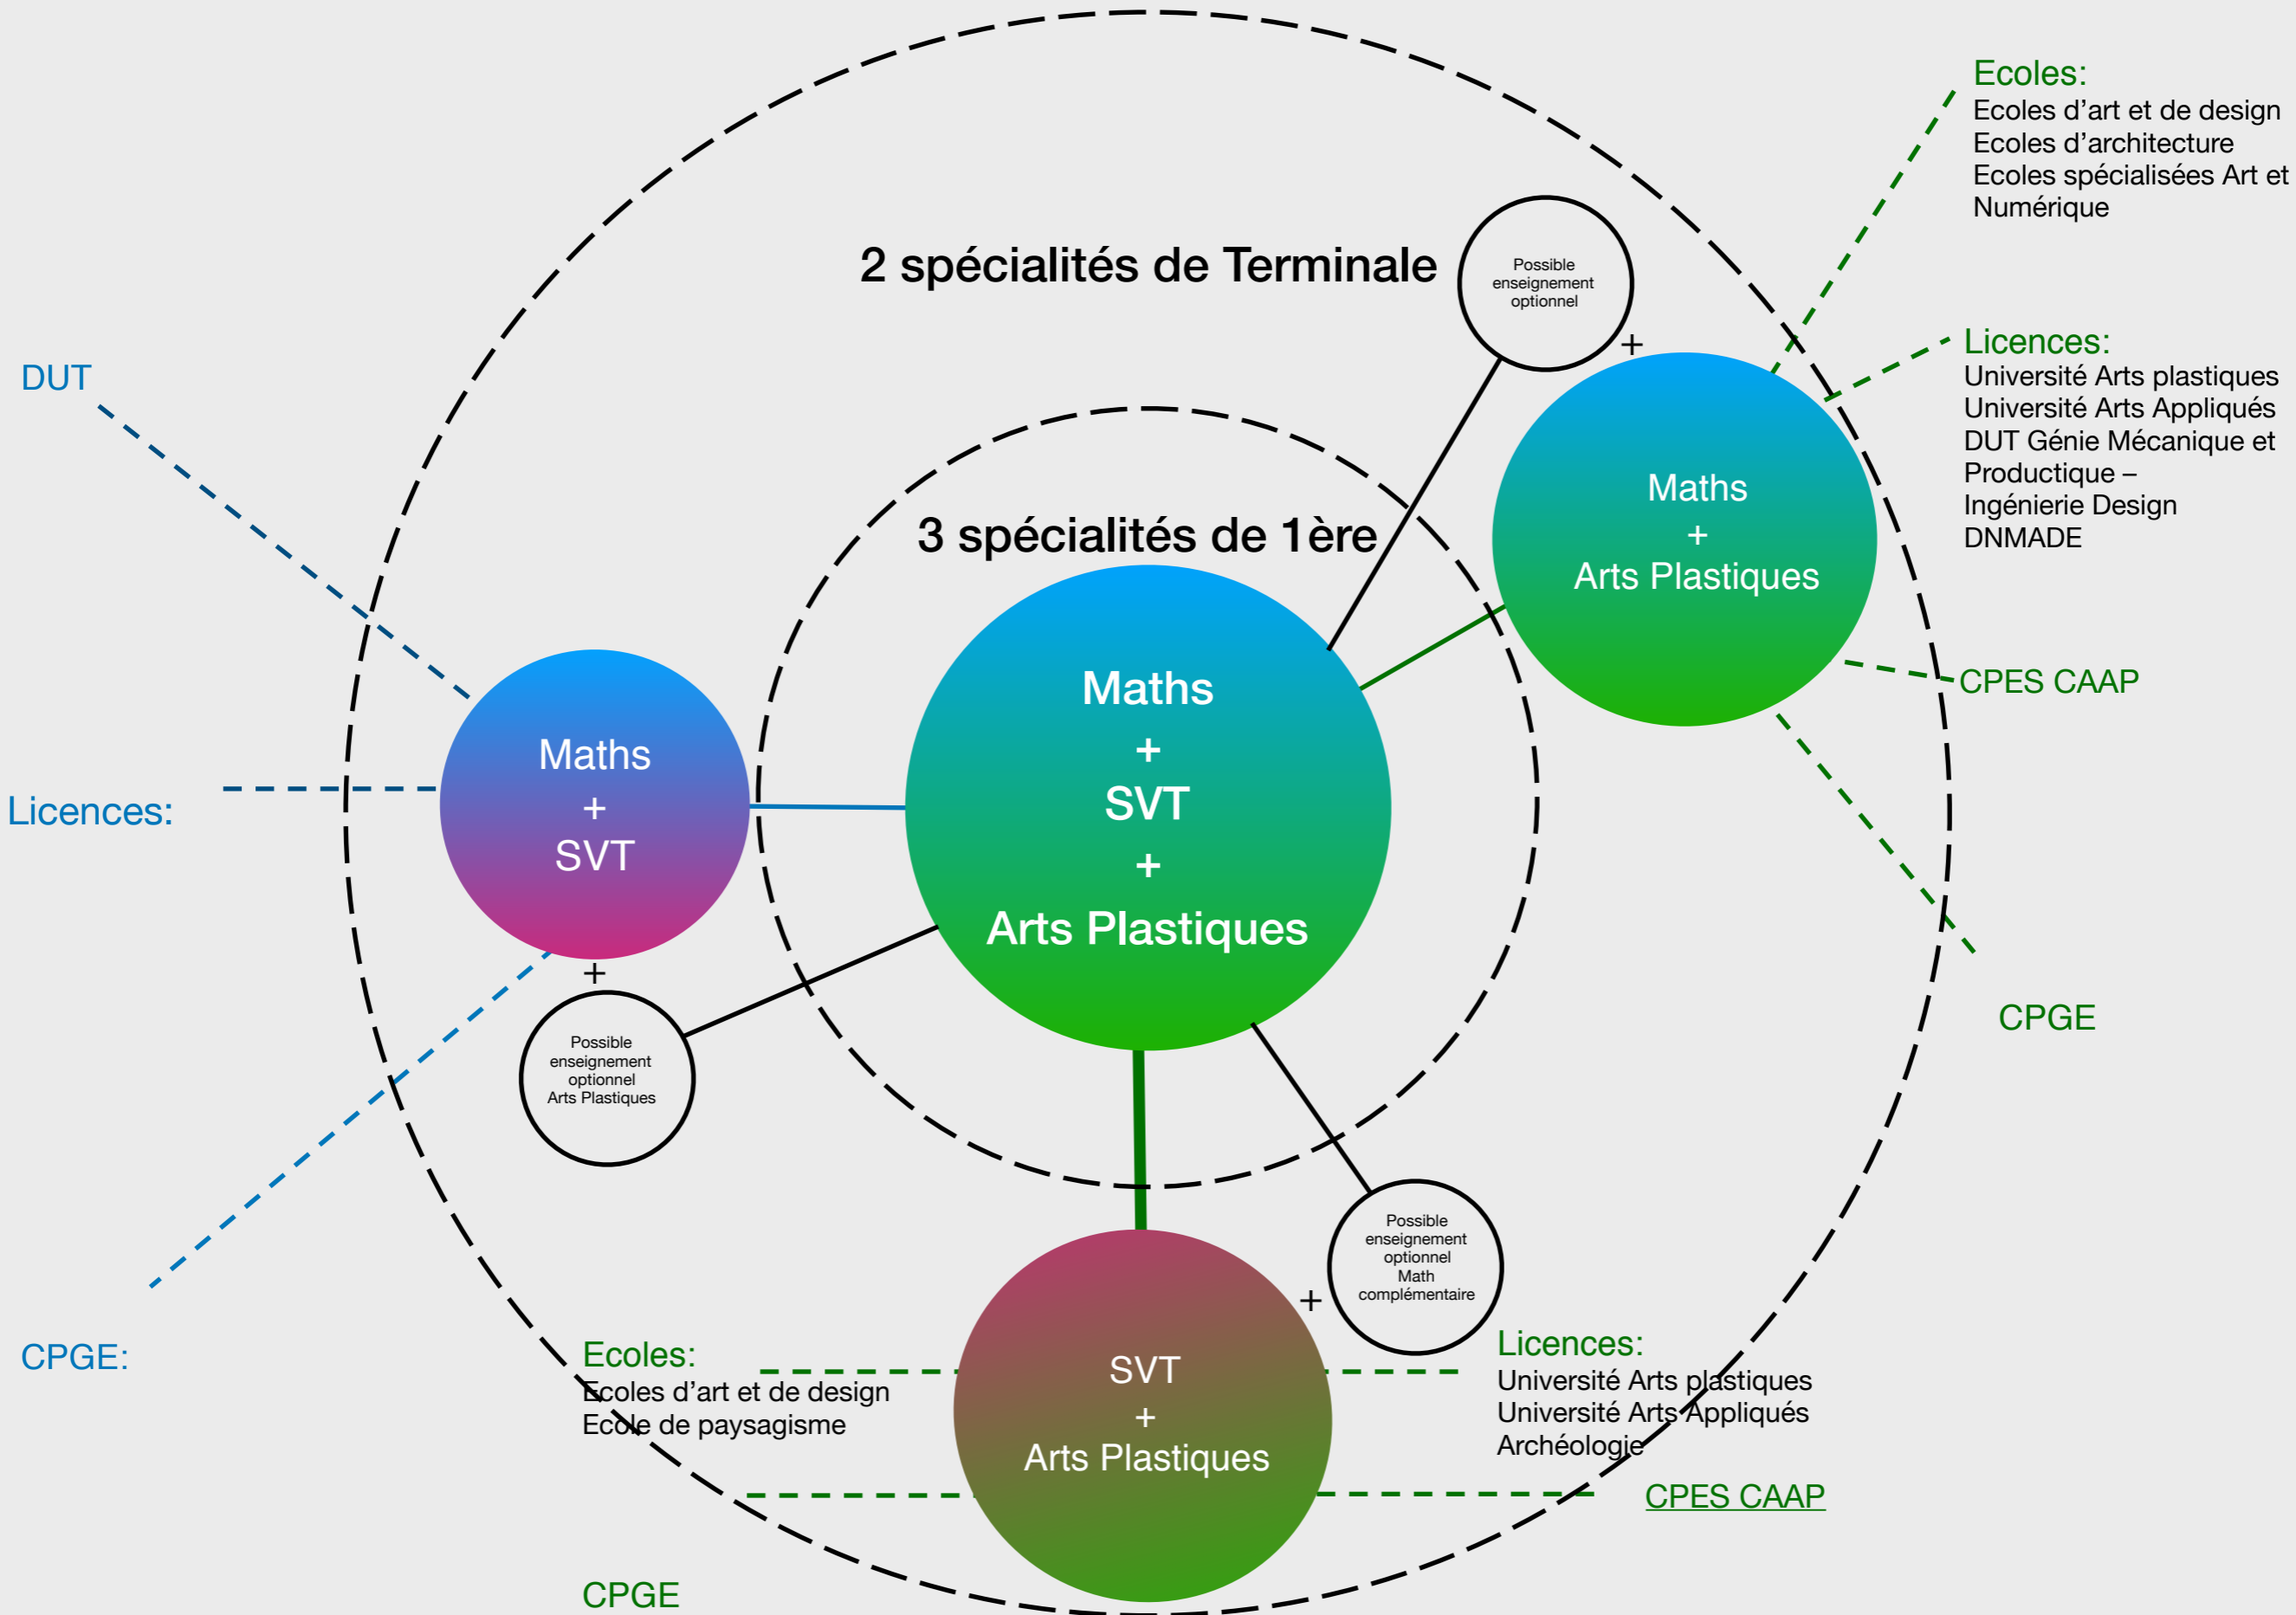 Ecoles:
Ecoles d'art et de design
Ecoles d'architecture
Ecoles spécialisées Art et
Numérique
2 spécialités de Terminale
Possible
enseignement
optionnel
+
Licences:
Université Arts plastiques
Université Arts Appliqués
DUT Génie Mécanique et
Productique –
Ingénierie Design
DNMADE
DUT
Maths
+
Arts Plastiques
3 spécialités de 1ère
CPES CAAP
Maths
+
SVT
+
Arts Plastiques
Maths
+
SVT
Licences:
+
Possible
enseignement
optionnel
Arts Plastiques
CPGE
Possible
enseignement
optionnel
Math
complémentaire
+
CPGE:
Ecoles:
Ecoles d'art et de design
Ecole de paysagisme
SVT
+
Arts Plastiques
Licences:
Université Arts plastiques
Université Arts Appliqués
Archéologie
CPES CAAP
CPGE